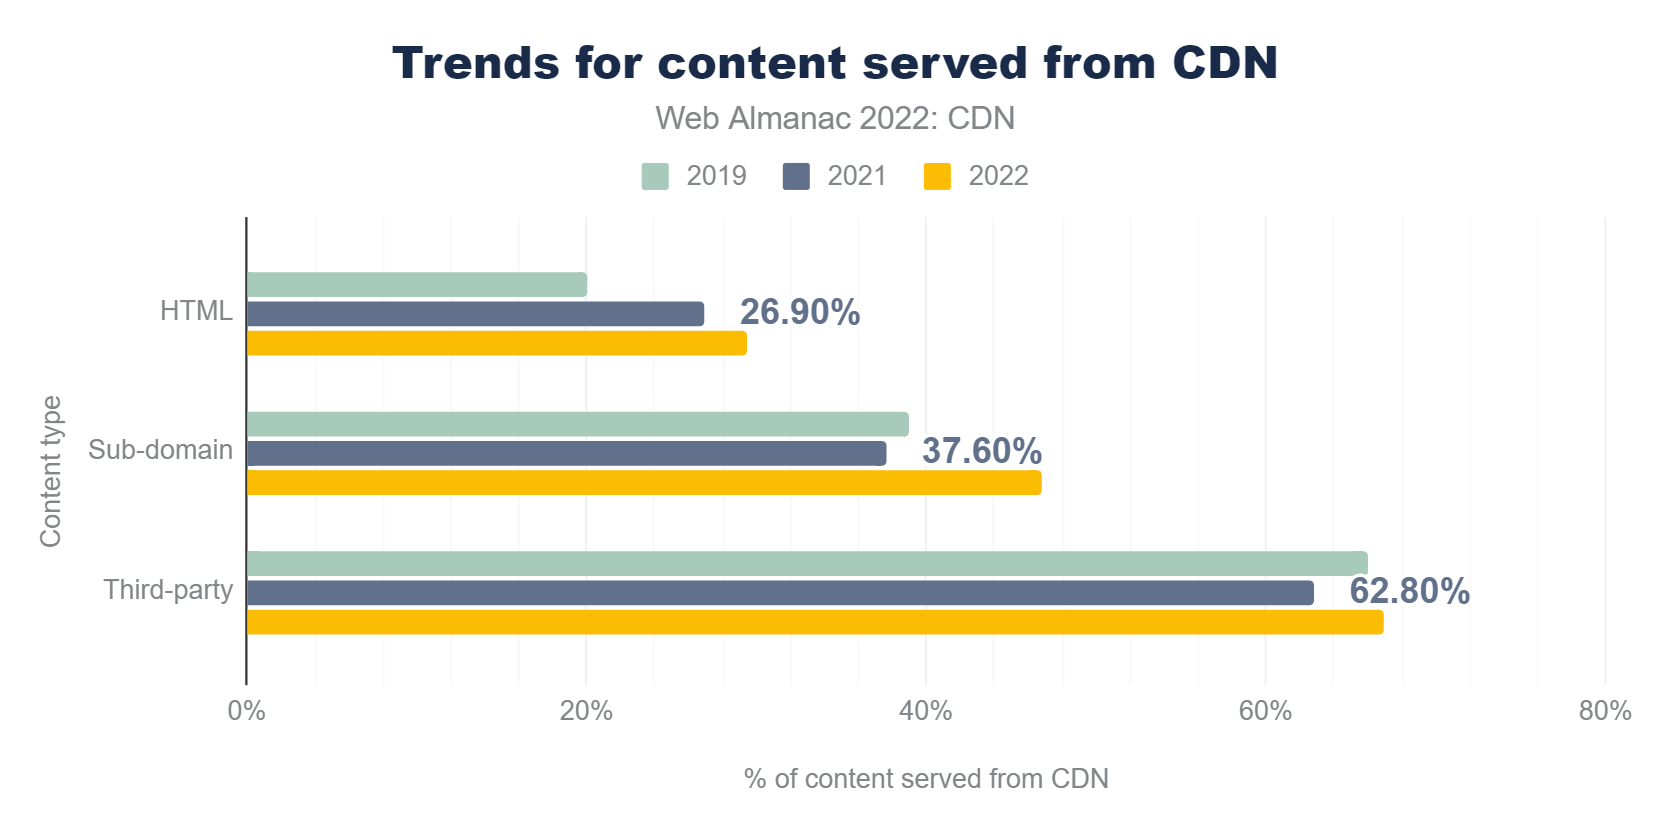 Trends for content served from CDN
Web Almanac 2022: CDN
2019 2021 2022
HTML
26.90%
Sub-domain
37.60%
Third-party
62.80%
Content type
0% 20% 40% 60% 80%
% of content served from CDN